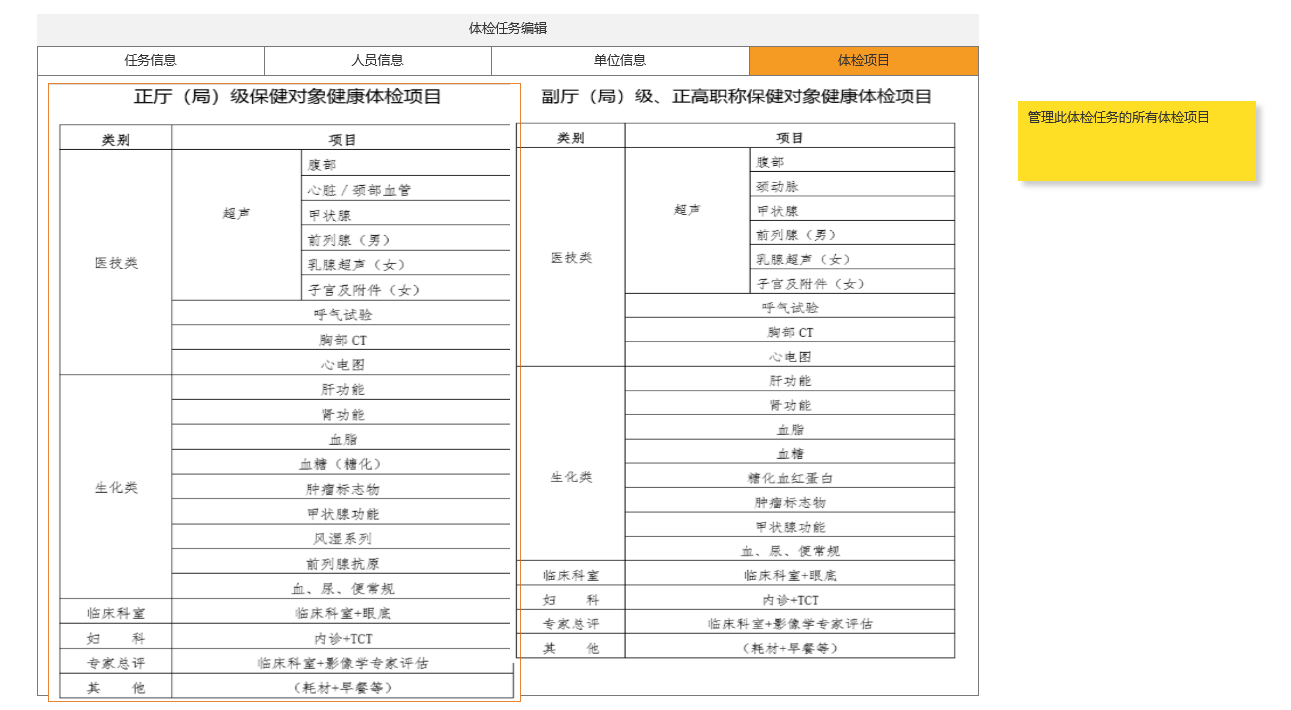 体检任务编辑
任务信息 人员信息 单位信息 体检项目
管理此体检任务的所有体检项目
正厅（局）级保健对象健康体检项目
类别 项目
医技类 超声 腹部
心脏/颈部血管
甲状腺
前列腺（男）
乳腺超声（女）
子宫及附件（女）
呼气试验
胸部 CT
心电图
生化类 肝功能
肾功能
血脂
血糖（糖化）
肿瘤标志物
甲状腺功能
风湿系列
前列腺抗原
血、尿、便常规
临床科室 临床科室+眼底
妇 科 内诊+TCT
专家总评 临床科室+影像学专家评估
其 他 （耗材+早餐等）
副厅（局）级、正高职称保健对象健康体检项目
类别 项目
医技类 超声 腹部
颈动脉
甲状腺
前列腺（男）
乳腺超声（女）
子宫及附件（女）
呼气试验
胸部 CT
心电图
生化类 肝功能
肾功能
血脂
血糖
糖化血红蛋白
肿瘤标志物
甲状腺功能
血、尿、便常规
临床科室 临床科室+眼底
妇 科 内诊+TCT
专家总评 临床科室+影像学专家评估
其 他 （耗材+早餐等）